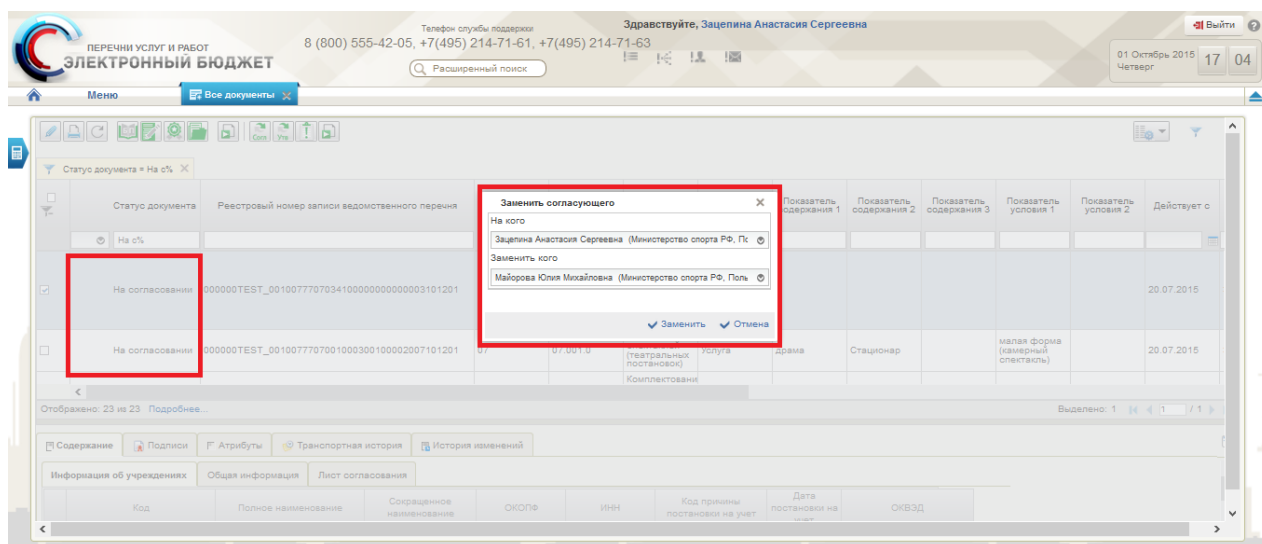 Телефон службы поддержки
Здравствуйте, Зацепина Анастасия Сергеевна
Выйти
ПЕРЕЧНИ УСЛУГ И РАБОТ
8 (800) 555-42-05, +7(495) 214-71-61, +7(495) 214-71-63
ЭЛЕКТРОННЫЙ БЮДЖЕТ
Расширенный поиск
01 Октябрь 2015
Четверг
17 04
Меню
Все документы
Статус документа = На с%
Статус документа
Реестровый номер записи ведомственного перечня
Показатель содержания 1
Показатель содержания 2
Показатель содержания 3
Показатель условия 1
Показатель условия 2
Действует с
На с%
Заменить согласующего
На кого
Зацепина Анастасия Сергеевна (Министерство спорта РФ, Пс
Заменить кого
Майорова Юлия Михайловна (Министерство спорта РФ, Поль
Заменить Отмена
На согласовании
20.07.2015
На согласовании
07
07.001.0
(театральных постановок)
Услуга
драма
Стационар
малая форма (камерный спектакль)
20.07.2015
Комплектовани
Отображено: 23 из 23 Подробнее...
Выделено: 1
1 / 1
Содержание
Подписи
Атрибуты
Транспортная история
История изменений
Информация об учреждениях
Общая информация
Лист согласования
Код
Полное наименование
Сокращенное наименование
ОКОПФ
ИНН
Код причины постановки на учет
Дата постановки на учет
ОКВЭД